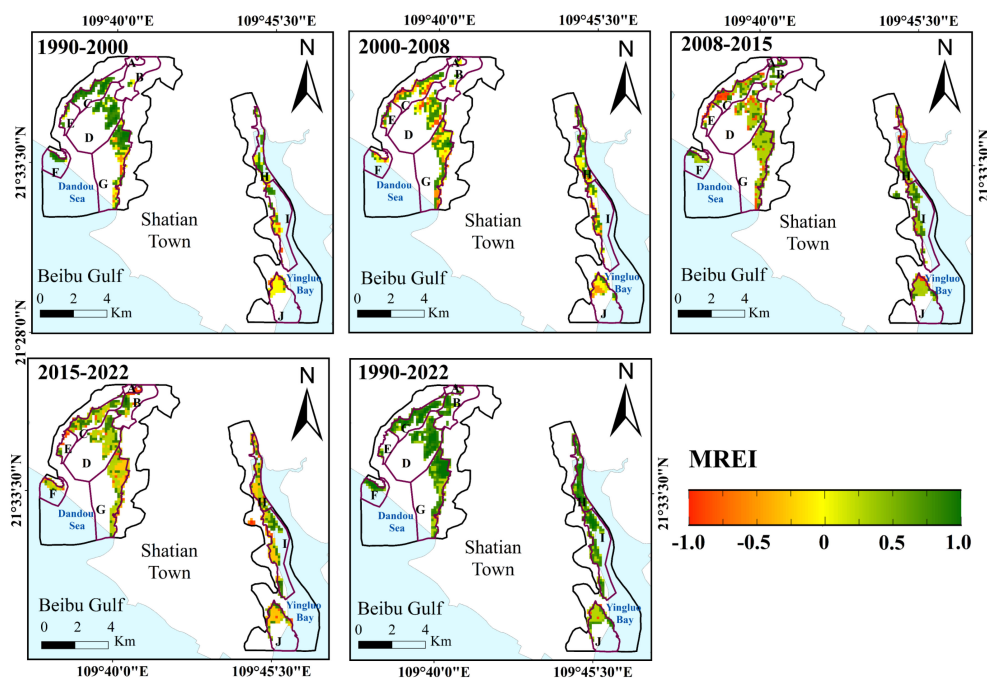 109°40'0"E 109°45'30"E 109°40'0"E 109°45'30"E 109°40'0"E 109°45'30"E
1990-2000
N
A
B
C
E
D
F
G
Dandou
Sea
H
I
Shatian
Town
Beibu Gulf
Yingluo
Bay
J
0 2 4
Km
21°33'30"N
21°28'0"N
2000-2008
N
A
B
C
E
D
F
G
Dandou
Sea
H
I
Shatian
Town
Beibu Gulf
Yingluo
Bay
J
0 2 4
Km
2008-2015
N
A
B
C
E
D
F
G
Dandou
Sea
H
I
Shatian
Town
Beibu Gulf
Yingluo
Bay
J
0 2 4
Km
21°33'30"N
2015-2022
N
A
B
C
E
D
F
G
Dandou
Sea
H
I
Shatian
Town
Beibu Gulf
Yingluo
Bay
J
0 2 4
Km
21°33'30"N
109°40'0"E 109°45'30"E
1990-2022
N
A
B
C
E
D
F
G
Dandou
Sea
H
I
Shatian
Town
Beibu Gulf
Yingluo
Bay
J
0 2 4
Km
21°33'30"N
109°40'0"E 109°45'30"E
MREI
-1.0 -0.5 0 0.5 1.0